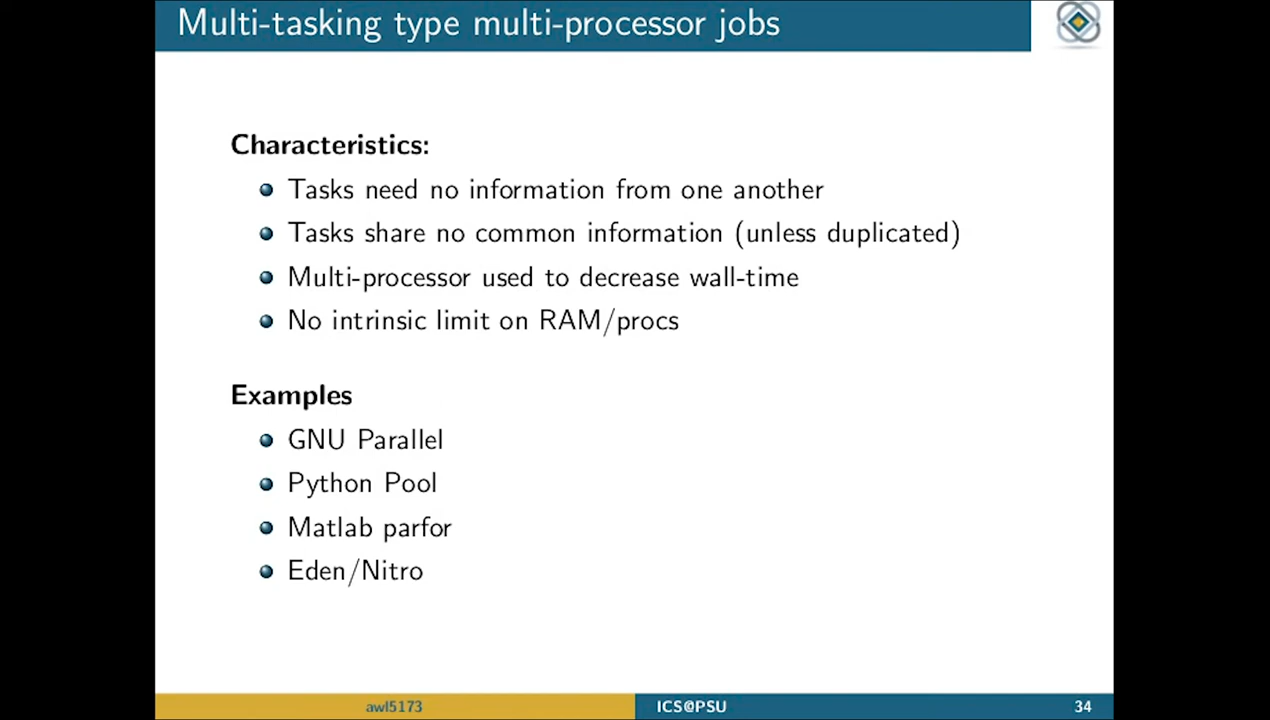 Multi-tasking type multi-processor jobs
Characteristics:
Tasks need no information from one another
Tasks share no common information (unless duplicated)
Multi-processor used to decrease wall-time
No intrinsic limit on RAM/procs
Examples
GNU Parallel
Python Pool
Matlab parfor
Eden/Nitro
awl5173
ICS@PSU
34